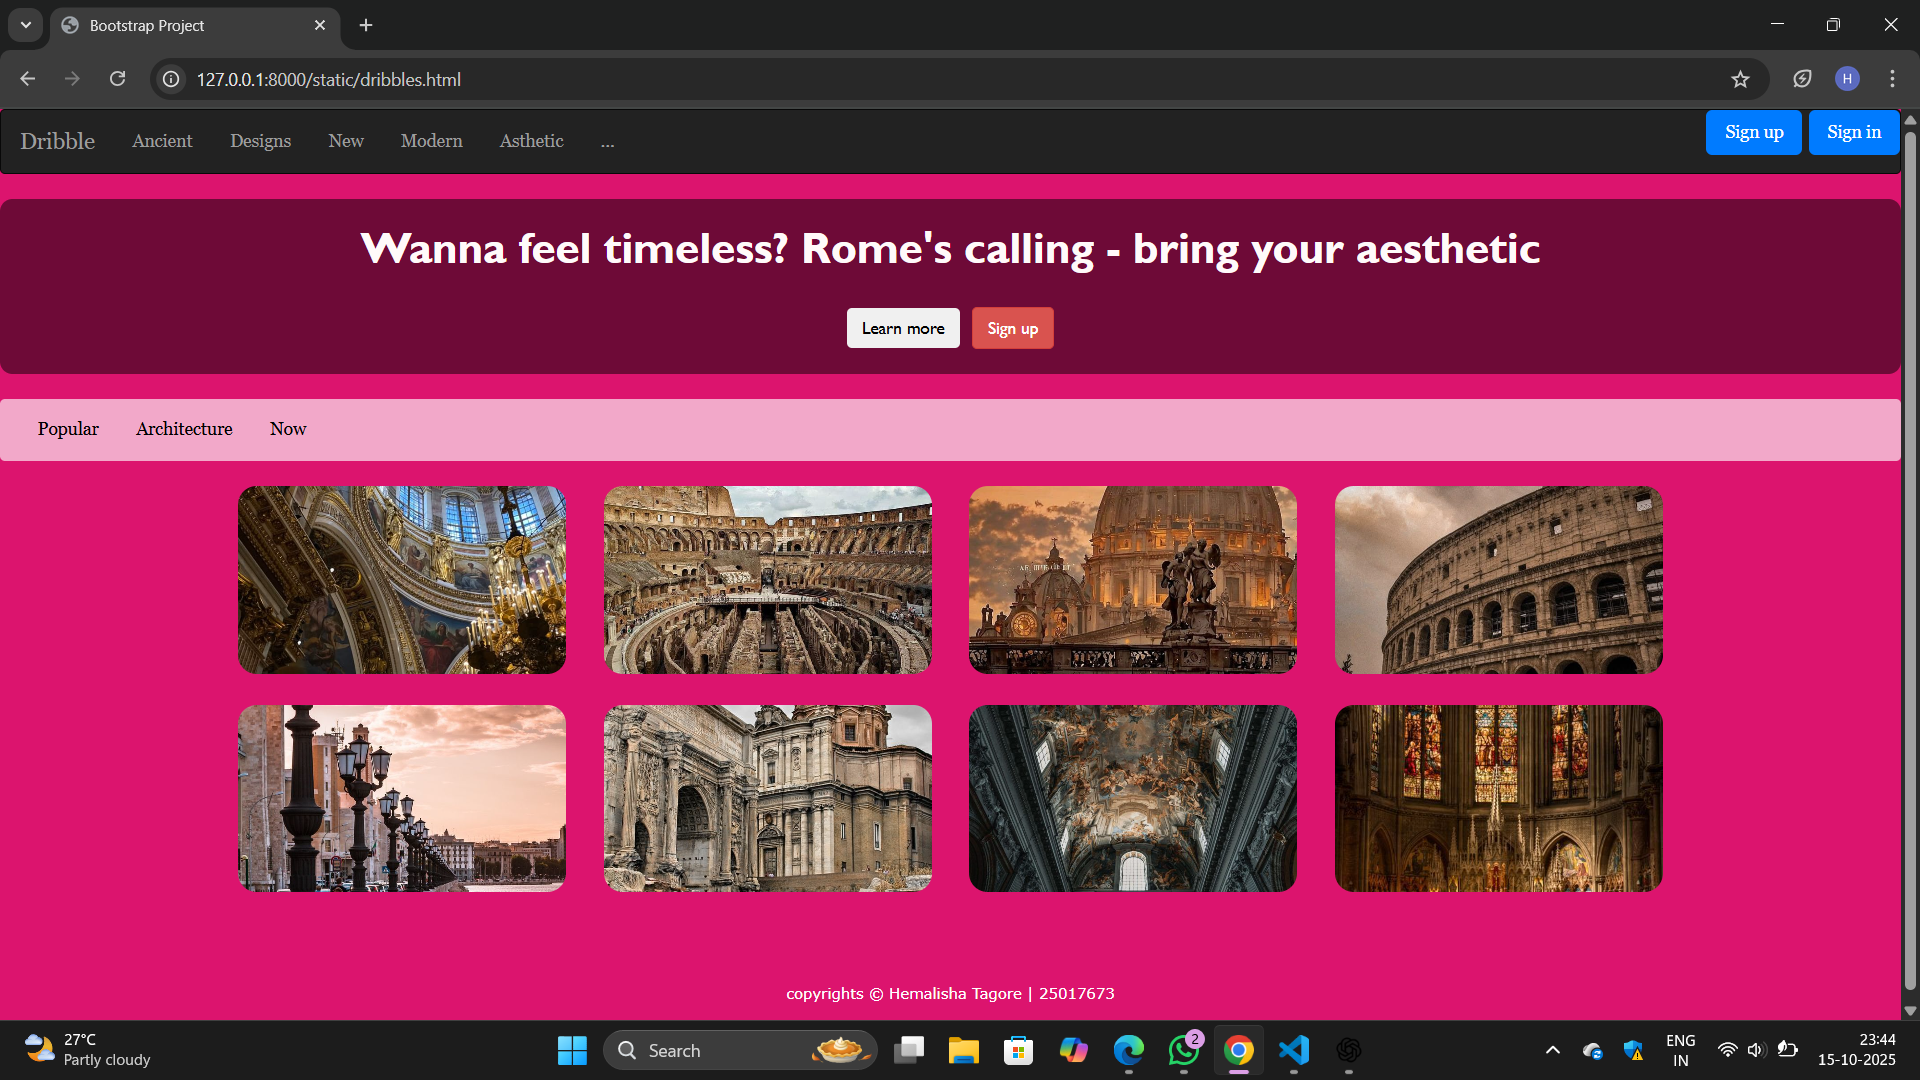 Bootstrap Project
127.0.0.1:8000/static/dribbles.html
H
Dribble Ancient Designs New Modern Asthetic ...
Sign up Sign in
Wanna feel timeless? Rome's calling - bring your aesthetic
Learn more Sign up
Popular Architecture Now
copyrights © Hemalisha Tagore | 25017673
27°C
Partly cloudy
Search
2
ENG
IN
23:44
15-10-2025